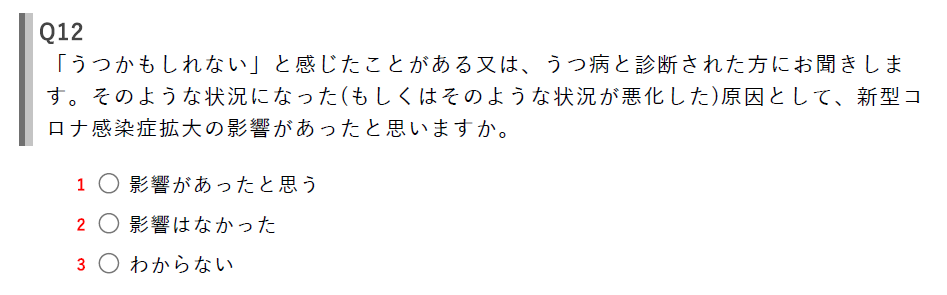 Q12
「うつかもしれない」と感じたことがある又は、うつ病と診断された方にお聞きしま
す。そのような状況になった(もしくはそのような状況が悪化した)原因として、新型コ
ロナ感染症拡大の影響があったと思いますか。
1 影響があったと思う
2 影響はなかった
3 わからない